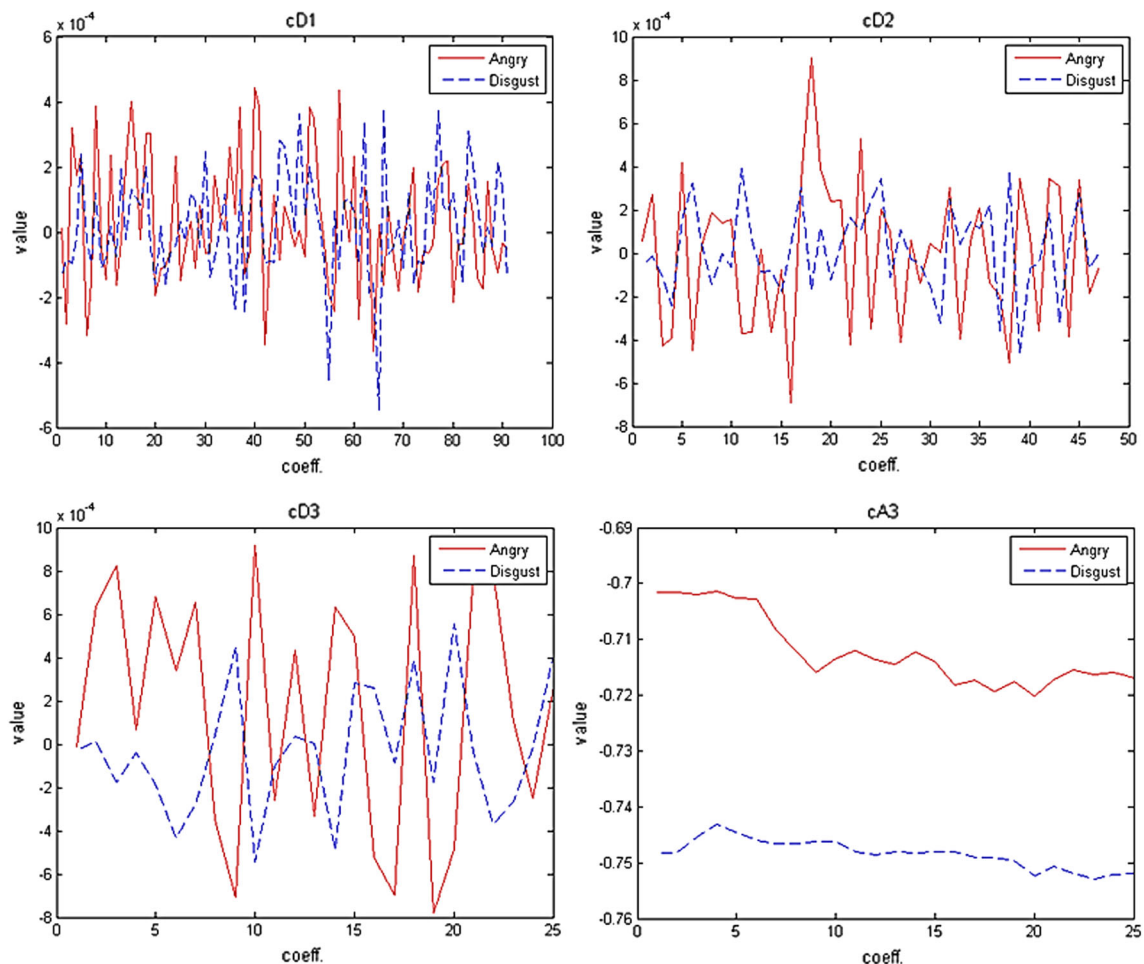 cD1
x 10⁻⁴
Angry
Disgust
6
4
2
0
-2
-4
-6
value
0 10 20 30 40 50 60 70 80 90 100
coeff.
cD2
x 10⁻⁴
Angry
Disgust
10
8
6
4
2
0
-2
-4
-6
-8
value
0 5 10 15 20 25 30 35 40 45 50
coeff.
cD3
x 10⁻⁴
Angry
Disgust
10
8
6
4
2
0
-2
-4
-6
-8
value
0 5 10 15 20 25
coeff.
cA3
Angry
Disgust
-0.69
-0.7
-0.71
-0.72
-0.73
-0.74
-0.75
-0.76
value
0 5 10 15 20 25
coeff.